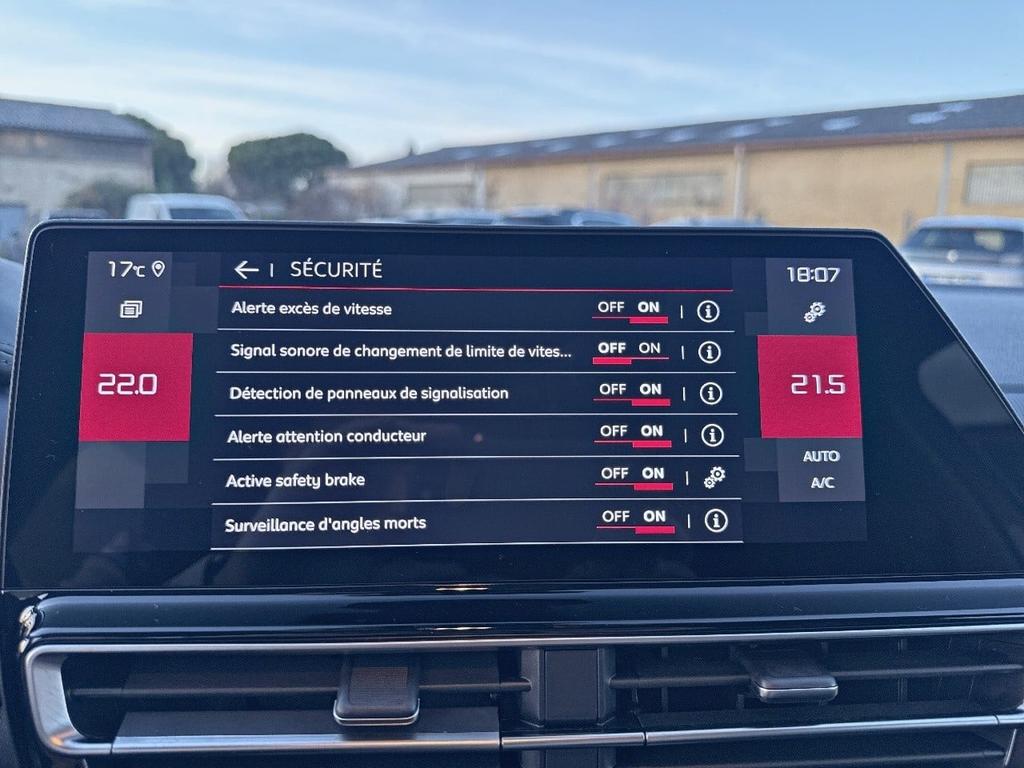 17°C
SÉCURITÉ
18:07
Alerte excès de vitesse OFF ON
Signal sonore de changement de limite de vites... OFF ON
22.0
21.5
Détection de panneaux de signalisation OFF ON
Alerte attention conducteur OFF ON
AUTO
Active safety brake OFF ON
A/C
Surveillance d'angles morts OFF ON